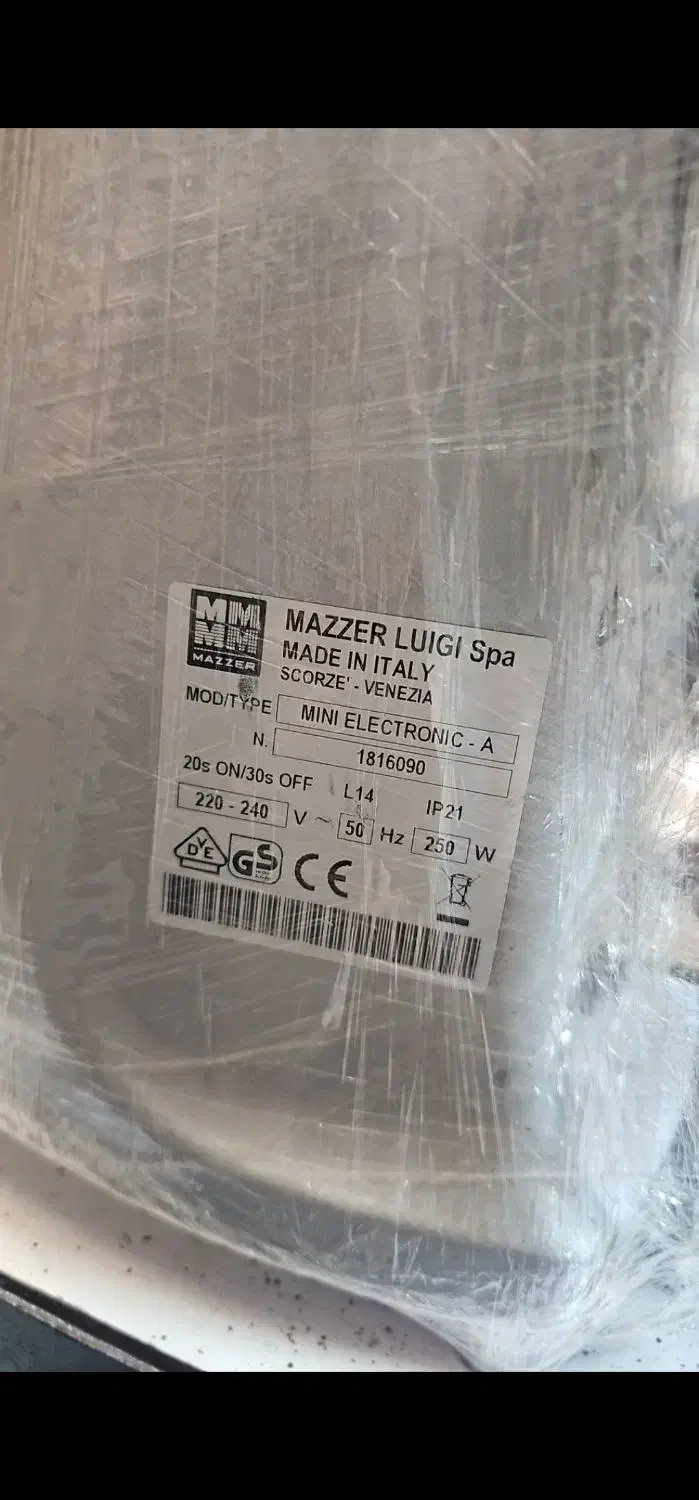 MAZZER
MAZZER LUIGI Spa
MADE IN ITALY
SCORZE' - VENEZIA
MOD/TYPE MINI ELECTRONIC - A
N. 1816090
20s ON/30s OFF L14 IP21
220 - 240 V ~ 50 Hz 250 W
DVE GS CE